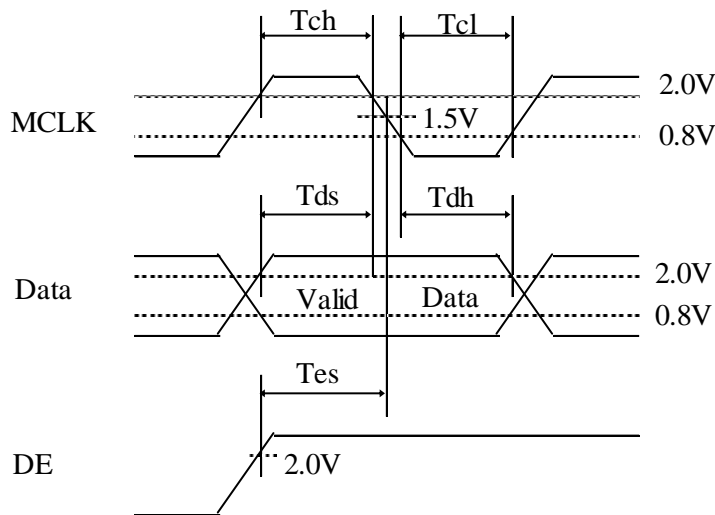 Tch Tcl
2.0V
MCLK 1.5V
0.8V
Tds Tdh
2.0V
Data Valid Data
0.8V
Tes
DE 2.0V